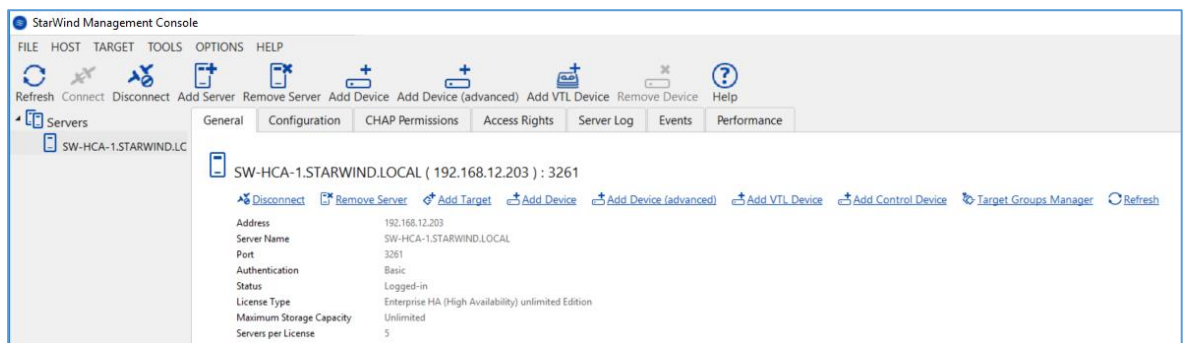 StarWind Management Console
FILE HOST TARGET TOOLS OPTIONS HELP
Refresh Connect Disconnect Add Server Remove Server Add Device Add Device (advanced) Add VTL Device Remove Device Help
Servers General Configuration CHAP Permissions Access Rights Server Log Events Performance
SW-HCA-1.STARWIND.LC
SW-HCA-1.STARWIND.LOCAL ( 192.168.12.203 ) : 3261
Disconnect Remove Server Add Target Add Device Add Device (advanced) Add VTL Device Add Control Device Target Groups Manager Refresh
Address 192.168.12.203
Server Name SW-HCA-1.STARWIND.LOCAL
Port 3261
Authentication Basic
Status Logged-in
License Type Enterprise HA (High Availability) unlimited Edition
Maximum Storage Capacity Unlimited
Servers per License 5